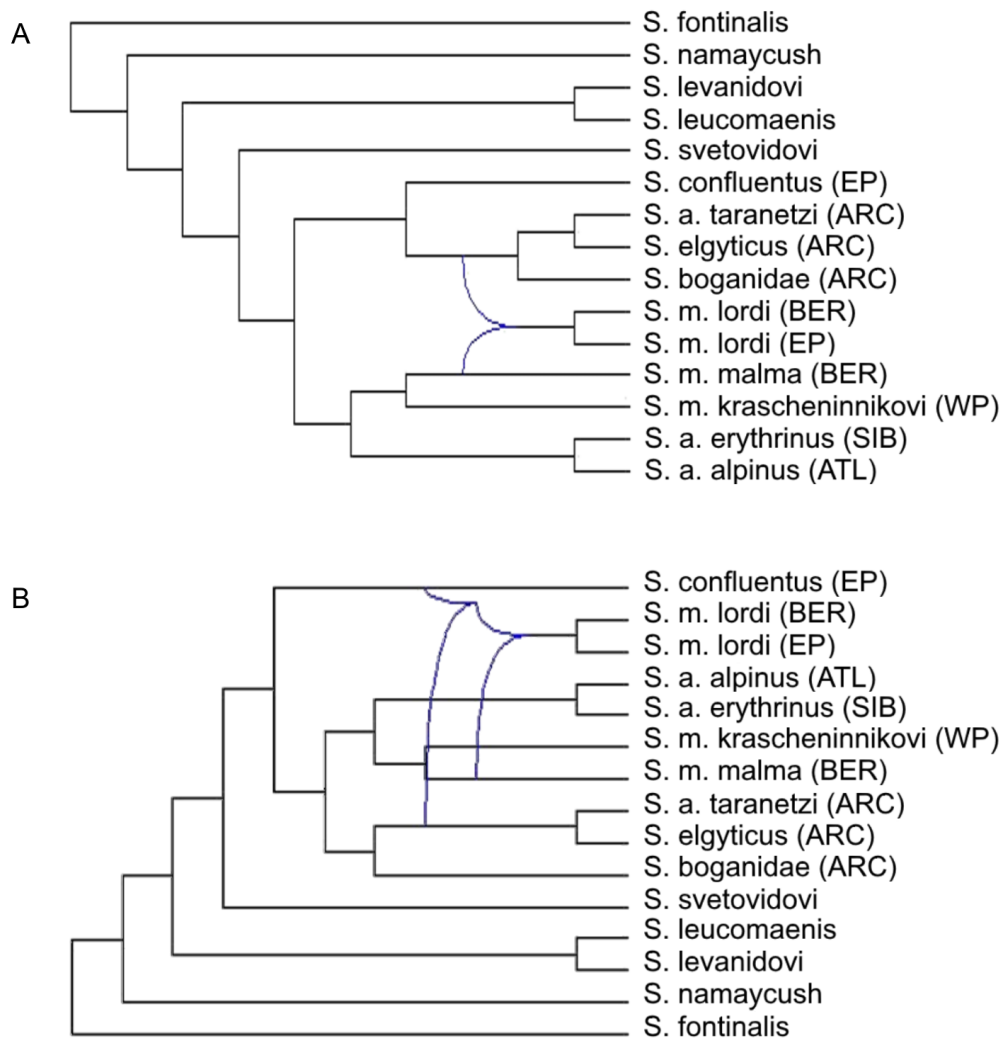 A
S. fontinalis
S. namaycush
S. levanidovi
S. leucomaenis
S. svetovidovi
S. confluentus (EP)
S. a. taranetzi (ARC)
S. elgyticus (ARC)
S. boganidae (ARC)
S. m. lordi (BER)
S. m. lordi (EP)
S. m. malma (BER)
S. m. krascheninnikovi (WP)
S. a. erythrinus (SIB)
S. a. alpinus (ATL)
B
S. confluentus (EP)
S. m. lordi (BER)
S. m. lordi (EP)
S. a. alpinus (ATL)
S. a. erythrinus (SIB)
S. m. krascheninnikovi (WP)
S. m. malma (BER)
S. a. taranetzi (ARC)
S. elgyticus (ARC)
S. boganidae (ARC)
S. svetovidovi
S. leucomaenis
S. levanidovi
S. namaycush
S. fontinalis